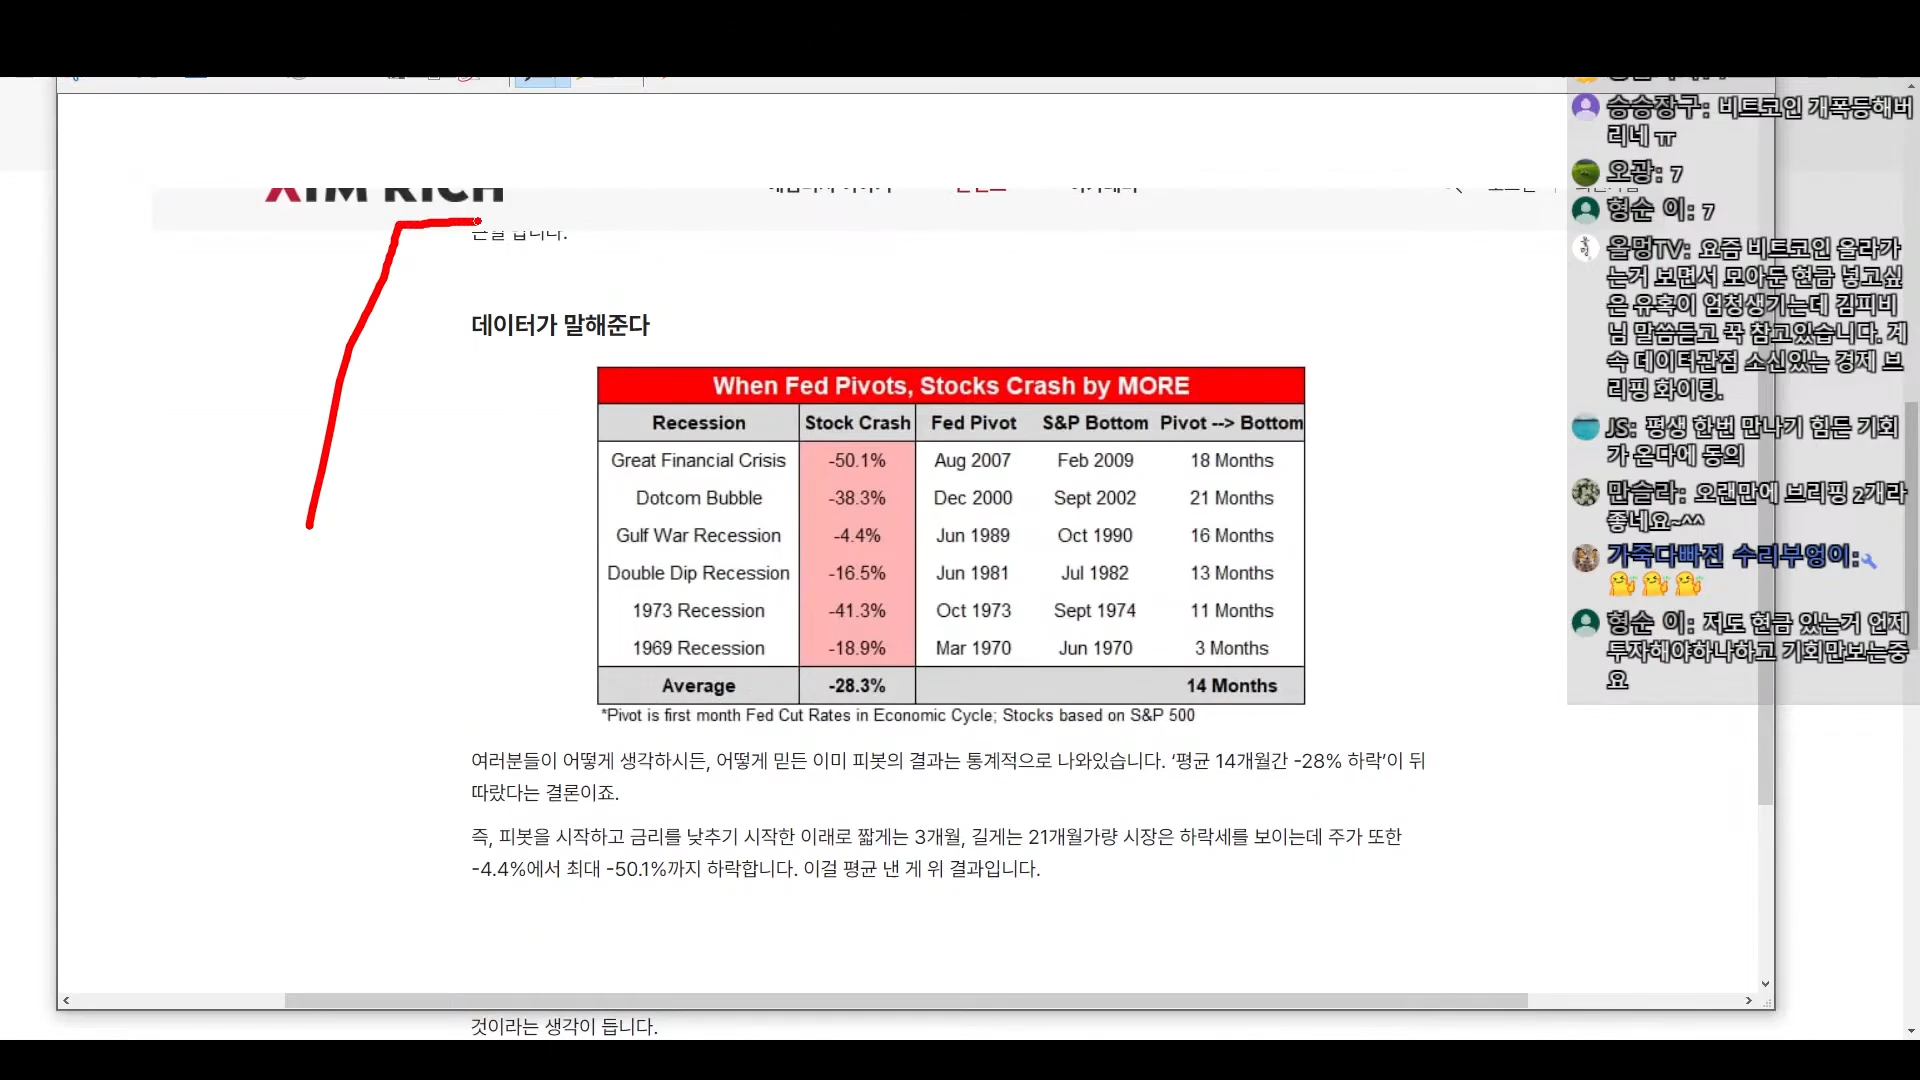 데이터가 말해준다
When Fed Pivots, Stocks Crash by MORE
Recession Stock Crash Fed Pivot S&P Bottom Pivot --> Bottom
Great Financial Crisis -50.1% Aug 2007 Feb 2009 18 Months
Dotcom Bubble -38.3% Dec 2000 Sept 2002 21 Months
Gulf War Recession -4.4% Jun 1989 Oct 1990 16 Months
Double Dip Recession -16.5% Jun 1981 Jul 1982 13 Months
1973 Recession -41.3% Oct 1973 Sept 1974 11 Months
1969 Recession -18.9% Mar 1970 Jun 1970 3 Months
Average -28.3% 14 Months
*Pivot is first month Fed Cut Rates in Economic Cycle; Stocks based on S&P 500
여러분들이 어떻게 생각하시든, 어떻게 믿든 이미 피봇의 결과는 통계적으로 나와있습니다. ‘평균 14개월간 -28% 하락’이 뒤
따랐다는 결론이죠.
즉, 피봇을 시작하고 금리를 낮추기 시작한 이래로 짧게는 3개월, 길게는 21개월가량 시장은 하락세를 보이는데 주가 또한
-4.4%에서 최대 -50.1%까지 하락합니다. 이걸 평균 낸 게 위 결과입니다.
것이라는 생각이 듭니다.
승승장구: 비트코인 개폭등해버
리네 ㅠ
오광: 7
형순 이: 7
올멍TV: 요즘 비트코인 올라가
는거 보면서 모아둔 현금 넣고싶
은 유혹이 엄청생기는데 김피비
님 말씀듣고 꾹 참고있습니다. 계
속 데이터관점 소신있는 경제 브
리핑 화이팅.
JS: 평생 한번 만나기 힘든 기회
가 온다에 동의
만슬라: 오랜만에 브리핑 2개라
좋네요~^^
가죽다빠진 수리부엉이:
형순 이: 저도 현금 있는거 언제
투자해야하나하고 기회만보는중
요